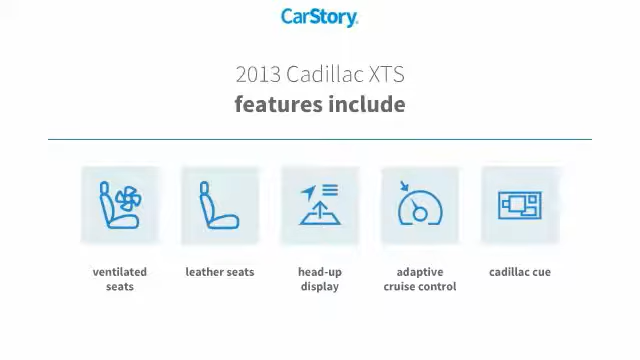 CarStory.
2013 Cadillac XTS
features include
ventilated
seats
leather seats
head-up
display
adaptive
cruise control
cadillac cue